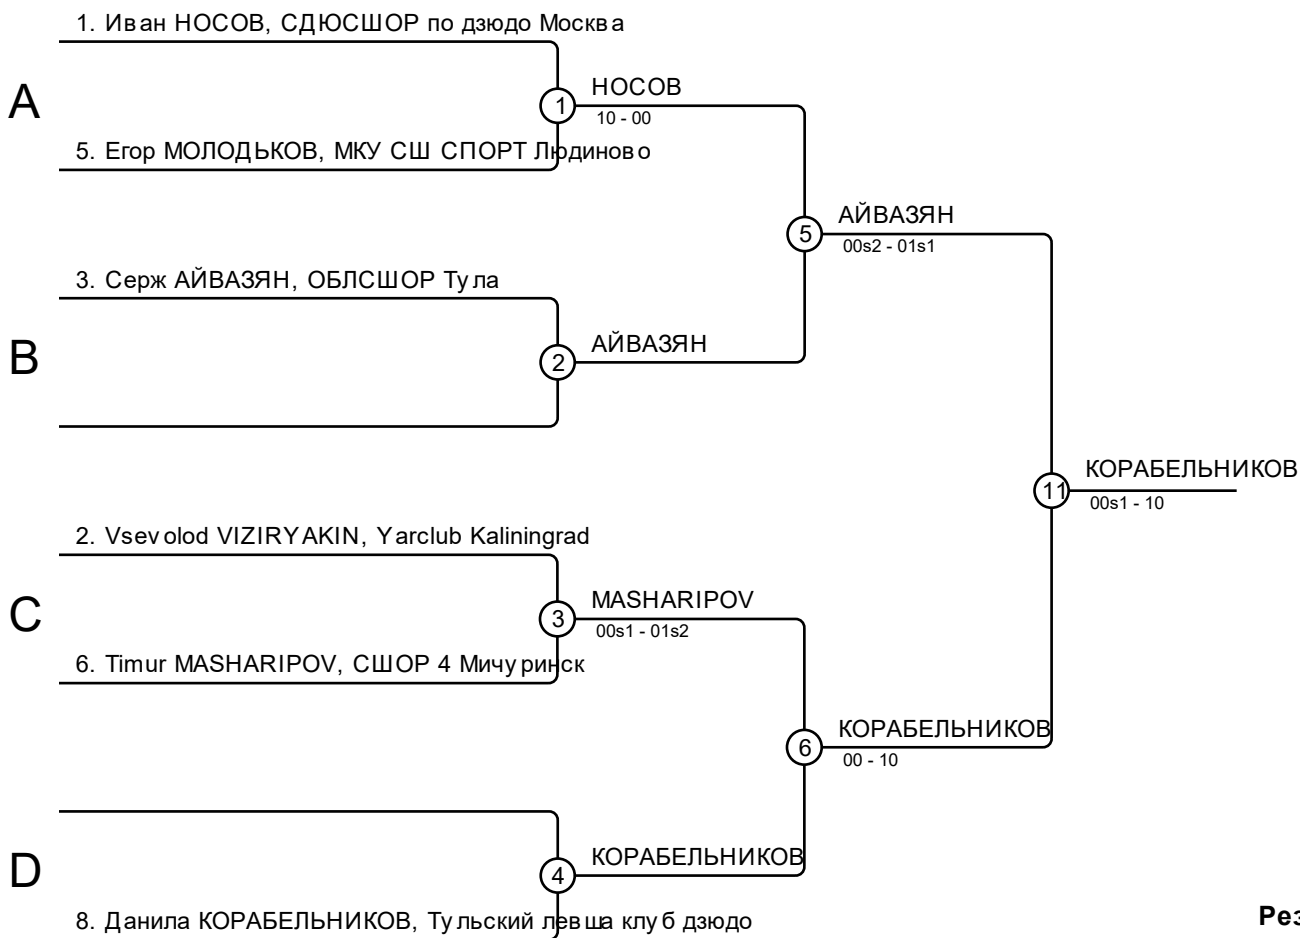 1. Иван НОСОВ, СДЮСШОР по дзюдо Москва
A
1
НОСОВ
10 - 00
5. Егор МОЛОДЬКОВ, МКУ СШ СПОРТ Людиново
5
АЙВАЗЯН
00s2 - 01s1
3. Серж АЙВАЗЯН, ОБЛСШОР Тула
B
2
АЙВАЗЯН
11
КОРАБЕЛЬНИКОВ
00s1 - 10
2. Vsevolod VIZIRYAKIN, Yarclub Kaliningrad
C
3
MASHARIPOV
00s1 - 01s2
6. Timur MASHARIPOV, СШОР 4 Мичуринск
6
КОРАБЕЛЬНИКОВ
00 - 10
D
4
КОРАБЕЛЬНИКОВ
8. Данила КОРАБЕЛЬНИКОВ, Тульский левша клуб дзюдо